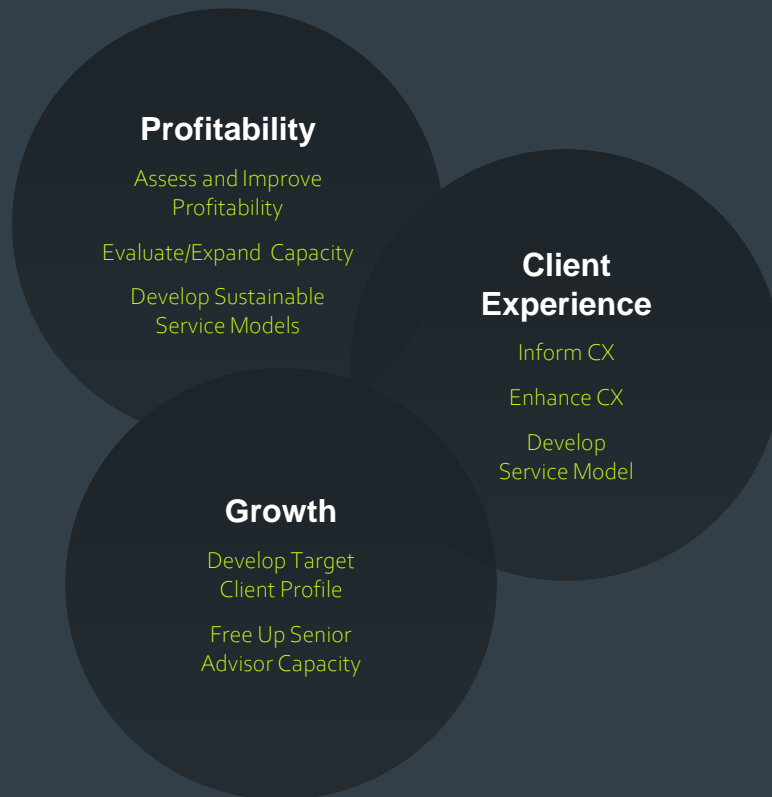 Profitability
Assess and Improve
Profitability
Evaluate/Expand Capacity
Develop Sustainable
Service Models
Client
Experience
Inform CX
Enhance CX
Develop
Service Model
Growth
Develop Target
Client Profile
Free Up Senior
Advisor Capacity